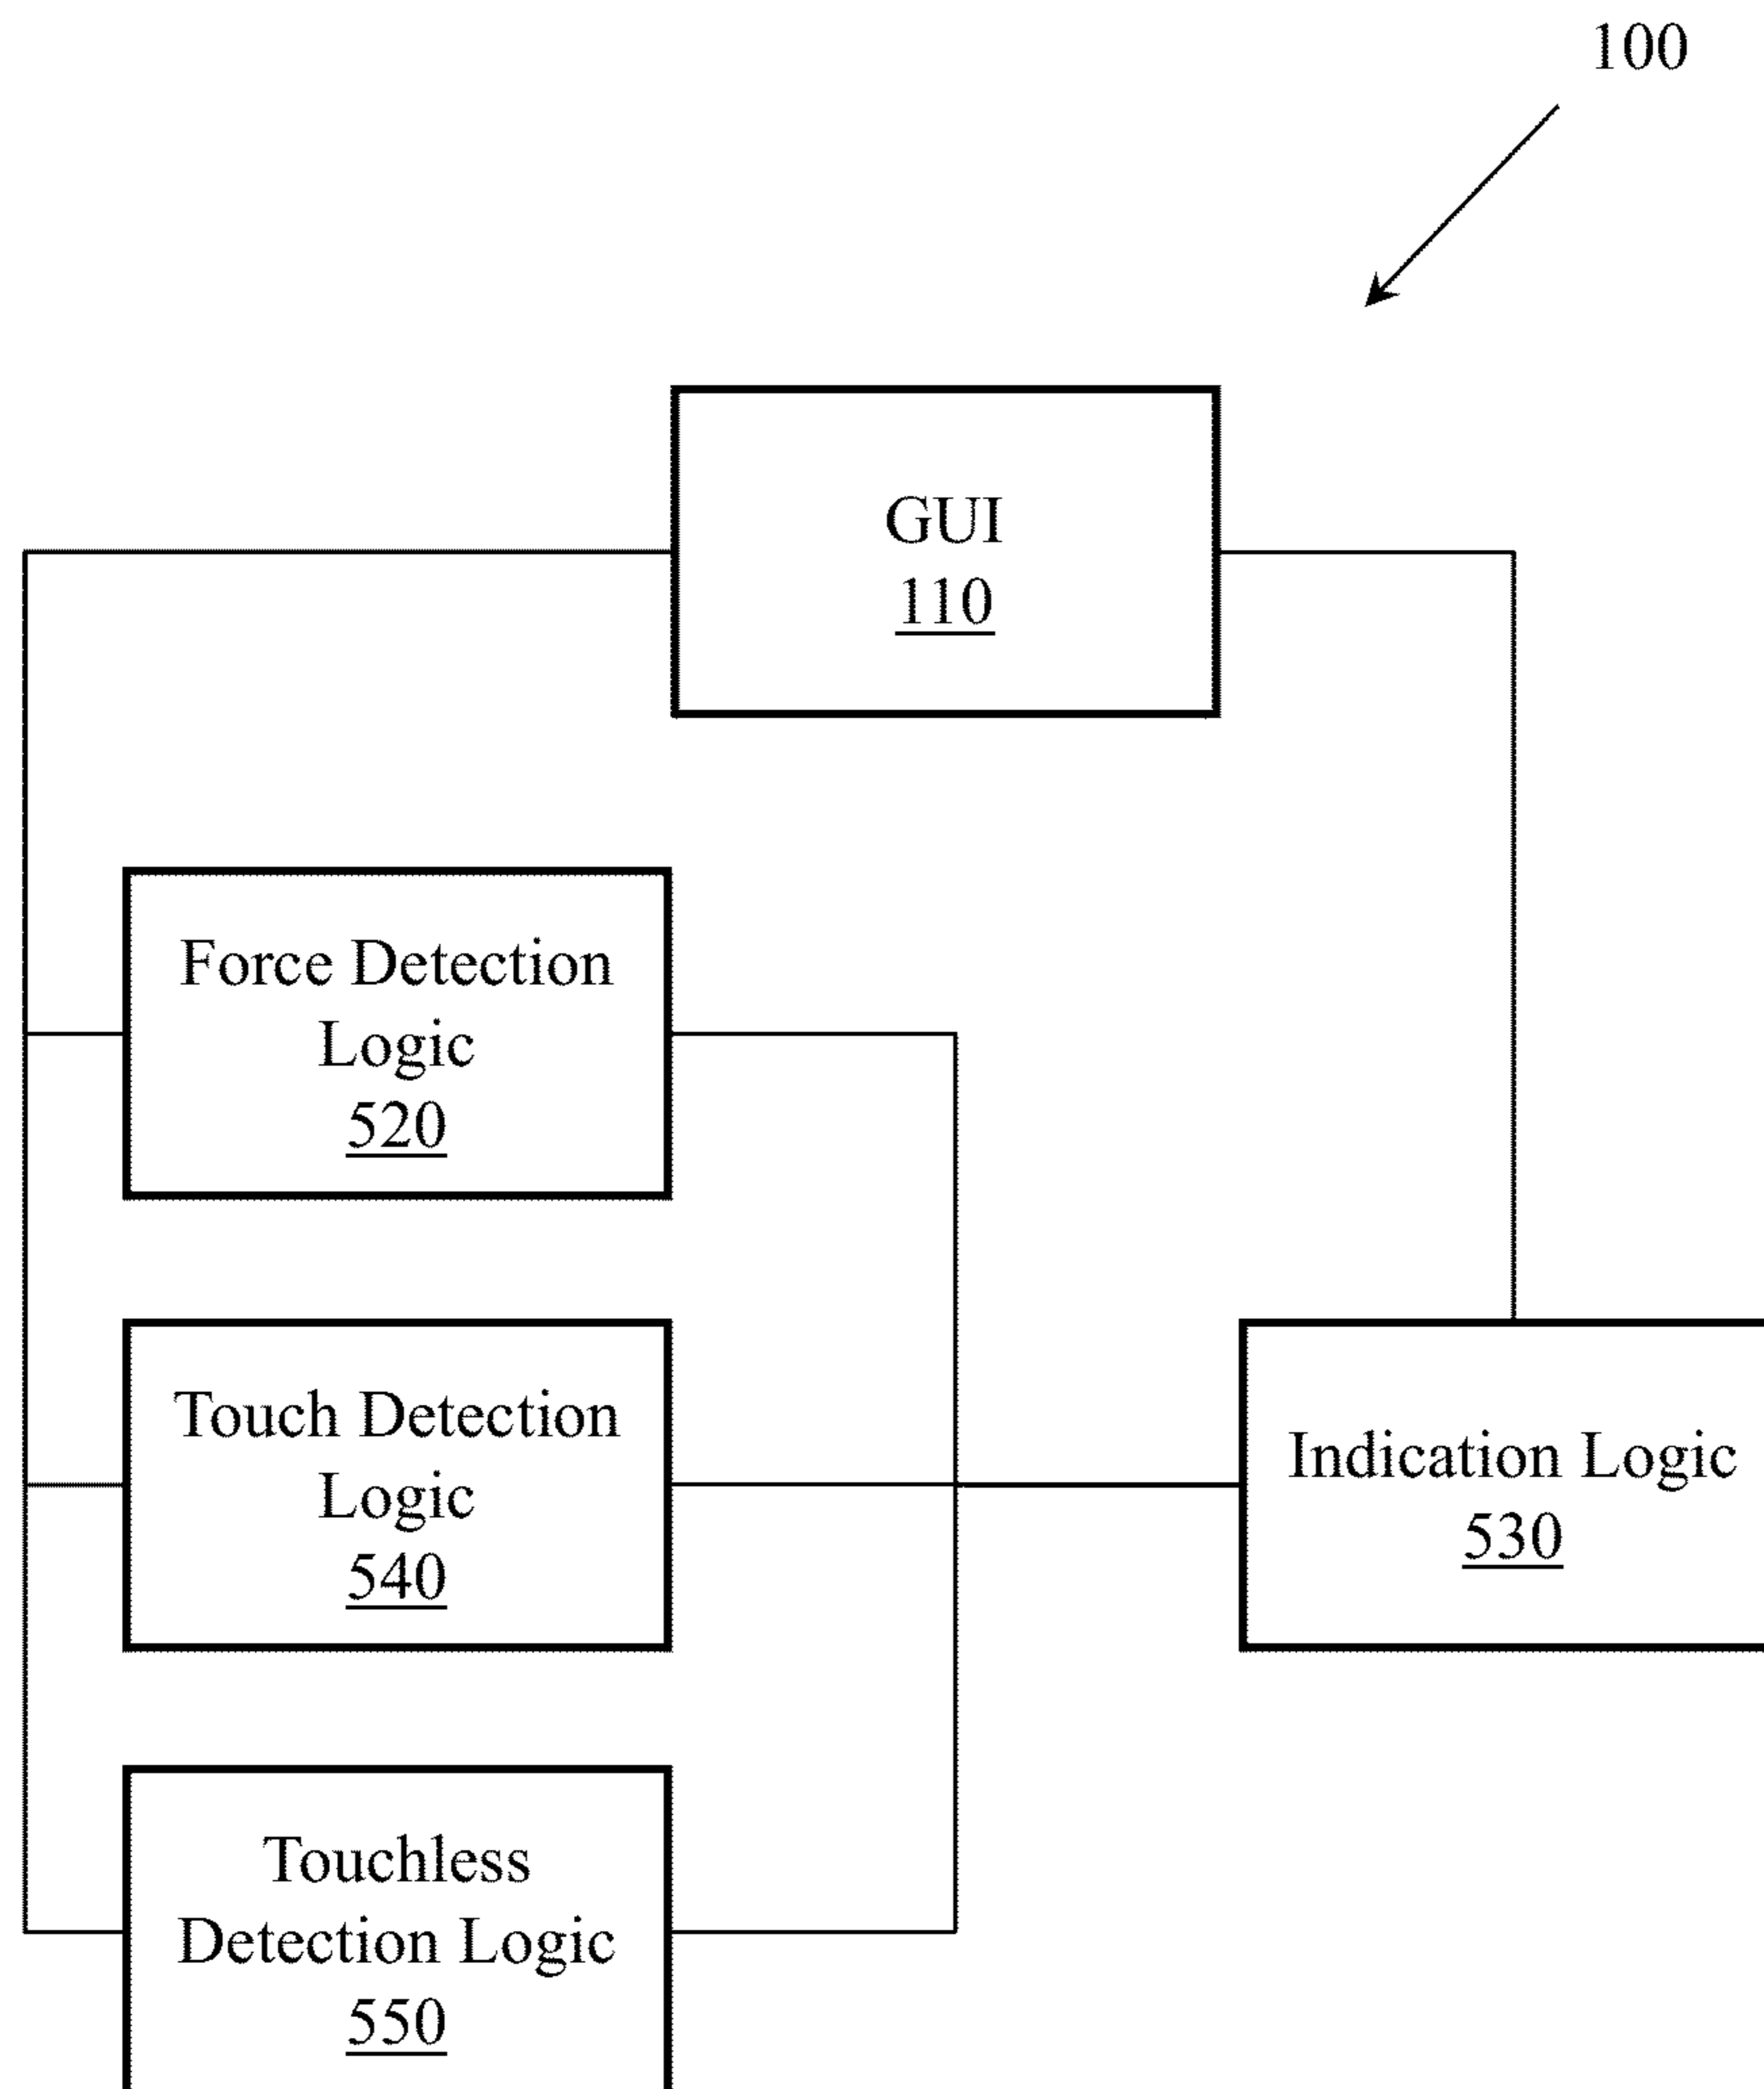 100
GUI
110
Force Detection
Logic
520
Touch Detection
Logic
540
Indication Logic
530
Touchless
Detection Logic
550